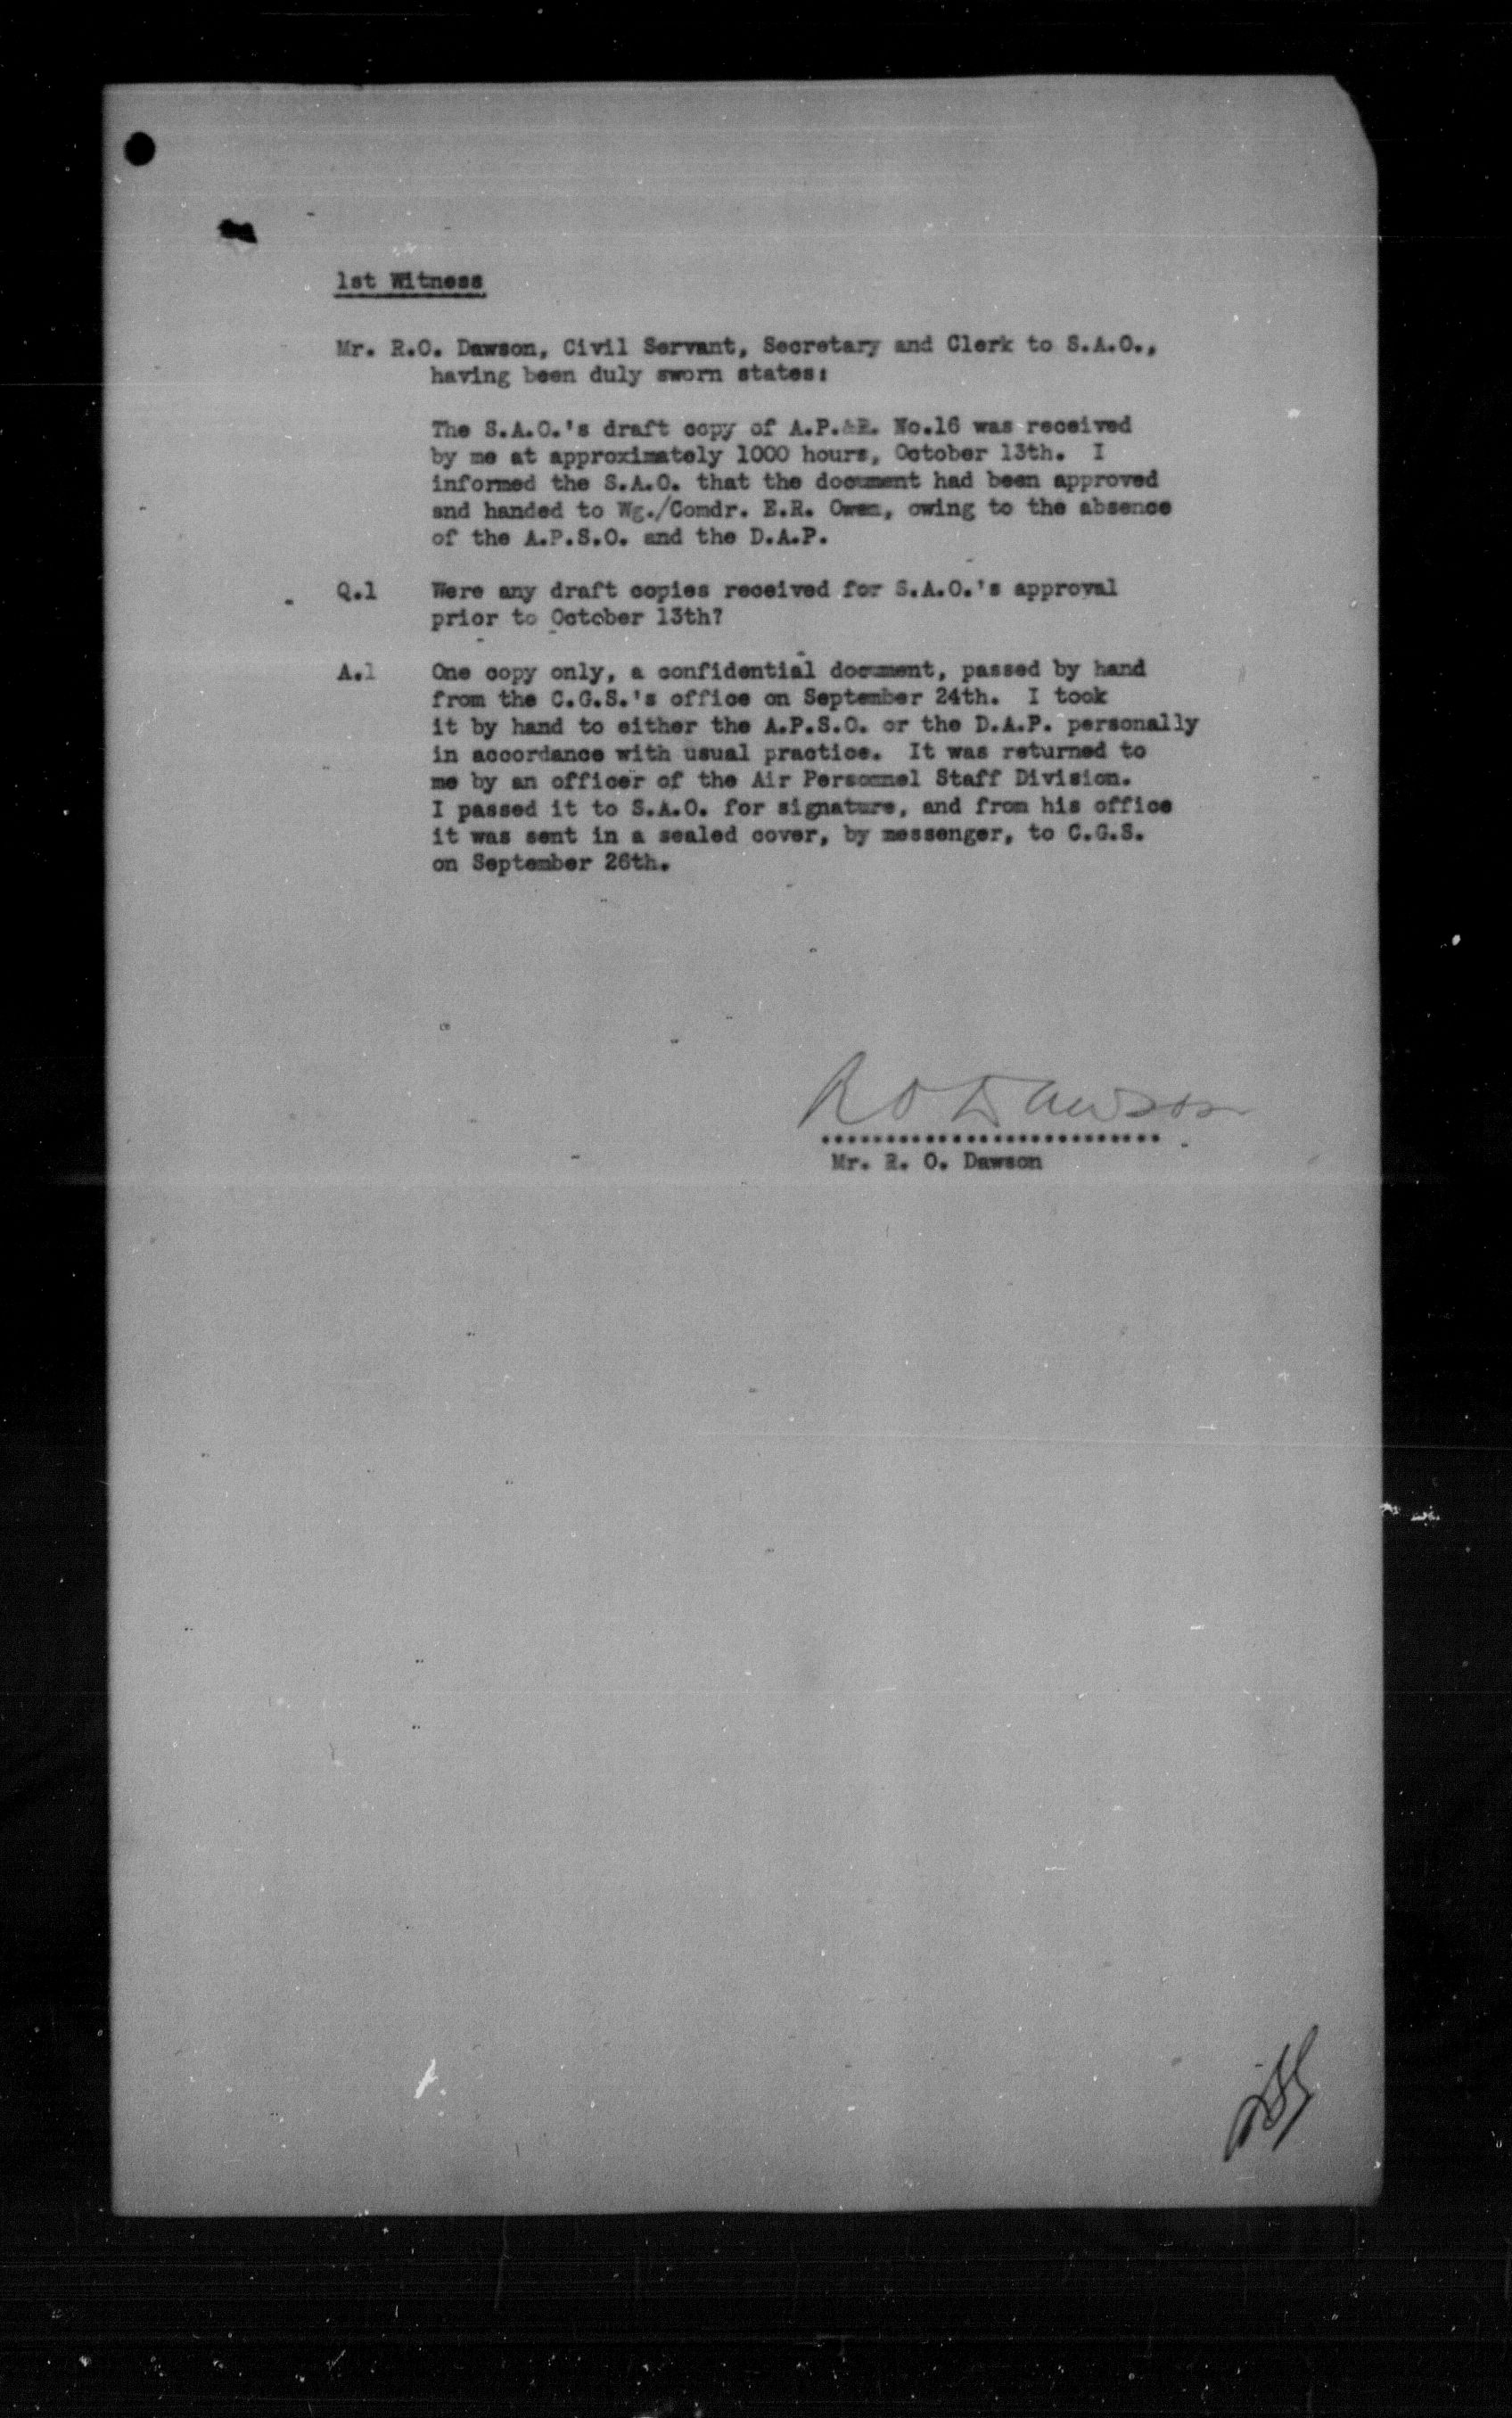 1st Witness
Mr. R.O. Dawson, Civil Servant, Secretary and Clerk to S.A.O.,
having been duly sworn states:
The S.A.O.'s draft copy of A.P.&R. No.16 was received
by me at approximately 1000 hours, October 13th. I
informed the S.A.O. that the document had been approved
and handed to Wg./Comdr. E.R. Owen, owing to the absence
of the A.P.S.O. and the D.A.P.
Q.1 Were any draft copies received for S.A.O.'s approval
prior to October 13th?
A.1 One copy only, a confidential document, passed by hand
from the C.G.S.'s office on September 24th. I took
it by hand to either the A.P.S.O. or the D.A.P. personally
in accordance with usual practice. It was returned to
me by an officer of the Air Personnel Staff Division.
I passed it to S.A.O. for signature, and from his office
it was sent in a sealed cover, by messenger, to C.G.S.
on September 26th.
R O Dawson
..........................
Mr. R. O. Dawson